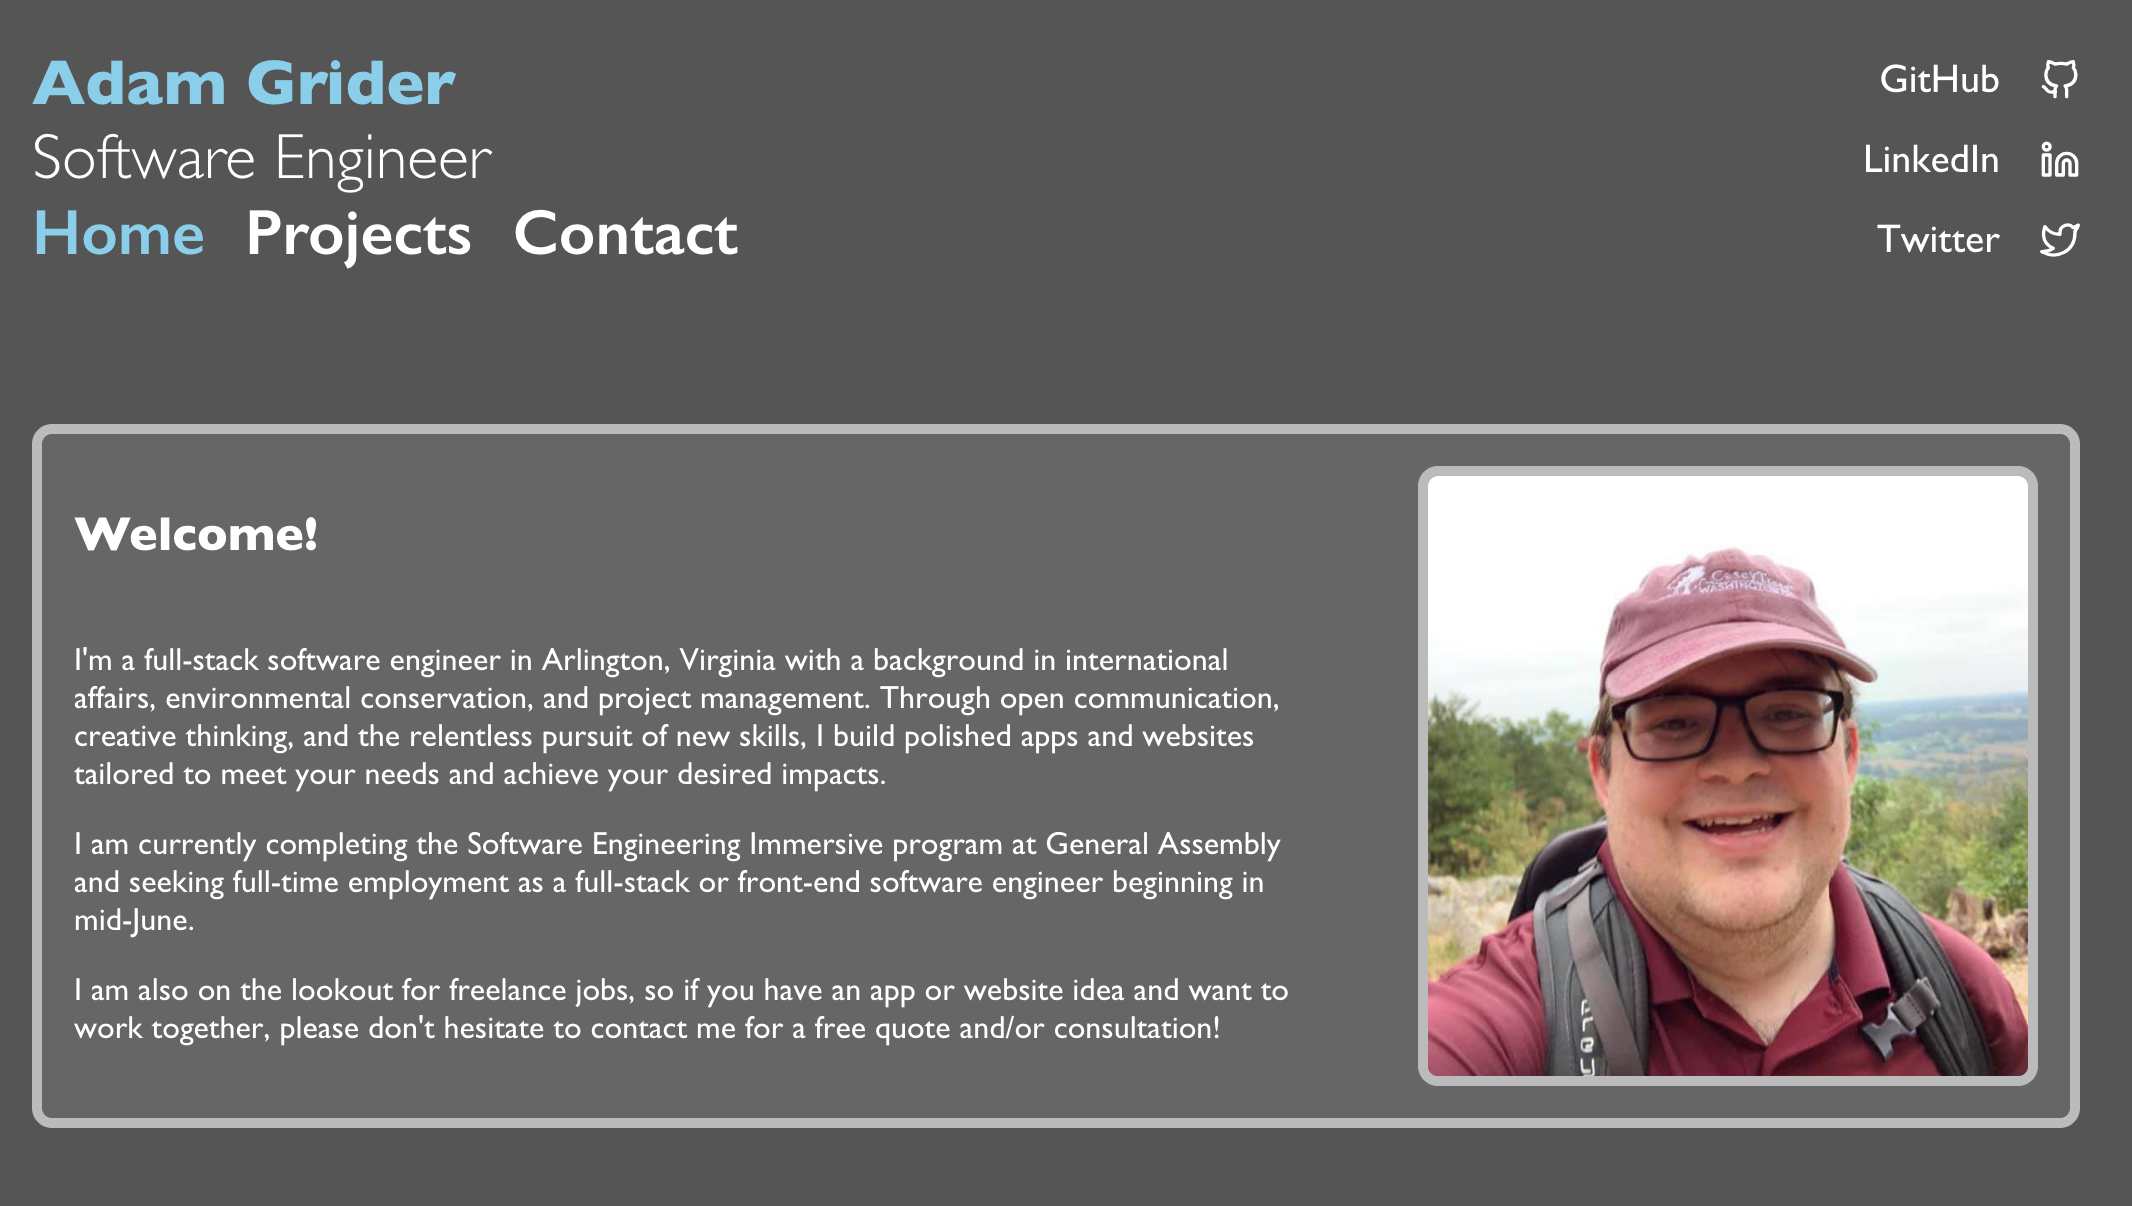 Adam Grider
Software Engineer
Home Projects Contact
GitHub
LinkedIn
Twitter
Welcome!
I'm a full-stack software engineer in Arlington, Virginia with a background in international
affairs, environmental conservation, and project management. Through open communication,
creative thinking, and the relentless pursuit of new skills, I build polished apps and websites
tailored to meet your needs and achieve your desired impacts.
I am currently completing the Software Engineering Immersive program at General Assembly
and seeking full-time employment as a full-stack or front-end software engineer beginning in
mid-June.
I am also on the lookout for freelance jobs, so if you have an app or website idea and want to
work together, please don't hesitate to contact me for a free quote and/or consultation!